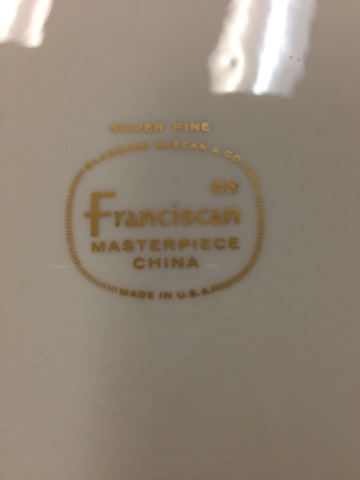 SILVER PINE
GLADDING, McBEAN & CO.
®
Franciscan
MASTERPIECE
CHINA
MADE IN U.S.A.